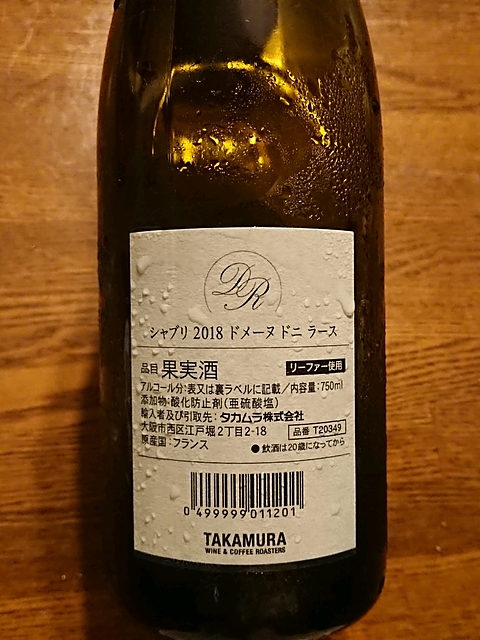 DR
シャブリ 2018 ドメーヌ ドニ ラース
品目 果実酒 リーファー使用
アルコール分:表又は裏ラベルに記載／内容量:750ml
添加物:酸化防止剤(亜硫酸塩)
輸入者及び引取先：タカムラ株式会社
大阪市西区江戸堀2丁目2-18 品番 T20349
原産国：フランス ●飲酒は20歳になってから
0 499999 011201
TAKAMURA
WINE & COFFEE ROASTERS